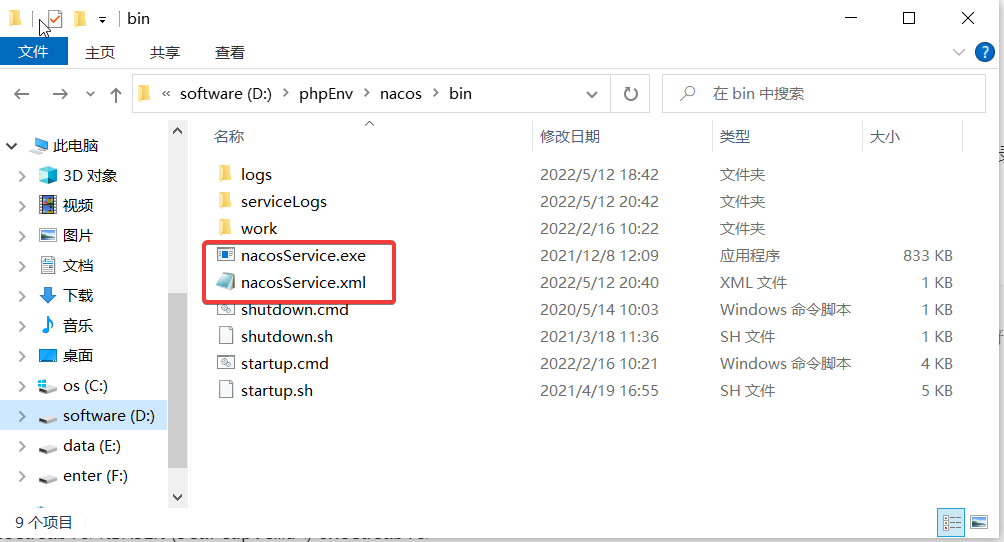 bin
文件 主页 共享 查看 ?
« software (D:) > phpEnv > nacos > bin 在 bin 中搜索
名称 修改日期 类型 大小
此电脑
3D 对象
视频
图片
文档
下载
音乐
桌面
os (C:)
software (D:)
data (E:)
enter (F:)
logs 2022/5/12 18:42 文件夹
serviceLogs 2022/5/12 20:42 文件夹
work 2022/2/16 10:22 文件夹
nacosService.exe 2021/12/8 12:09 应用程序 833 KB
nacosService.xml 2022/5/12 20:40 XML 文件 1 KB
shutdown.cmd 2020/5/14 10:03 Windows 命令脚本 1 KB
shutdown.sh 2021/3/18 11:36 SH 文件 1 KB
startup.cmd 2022/2/16 10:21 Windows 命令脚本 4 KB
startup.sh 2021/4/19 16:55 SH 文件 5 KB
9 个项目